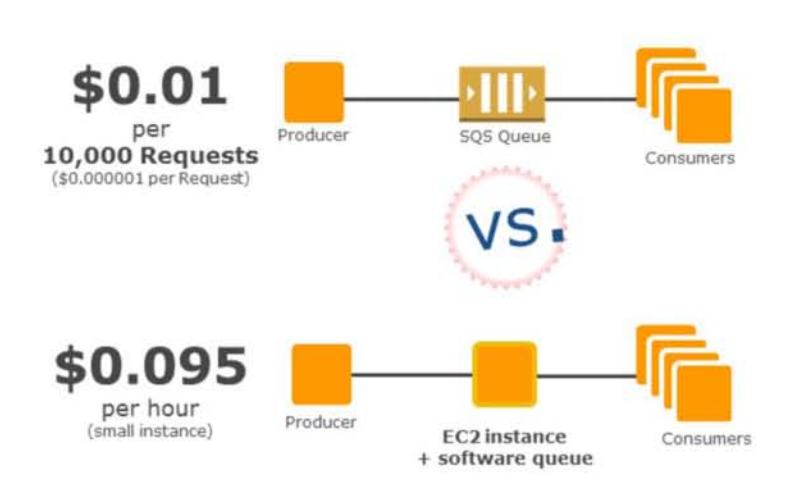 $0.01
per
10,000 Requests
($0.000001 per Request)
Producer
SQS Queue
Consumers
vs.
$0.095
per hour
(small instance)
Producer
EC2 instance
+ software queue
Consumers